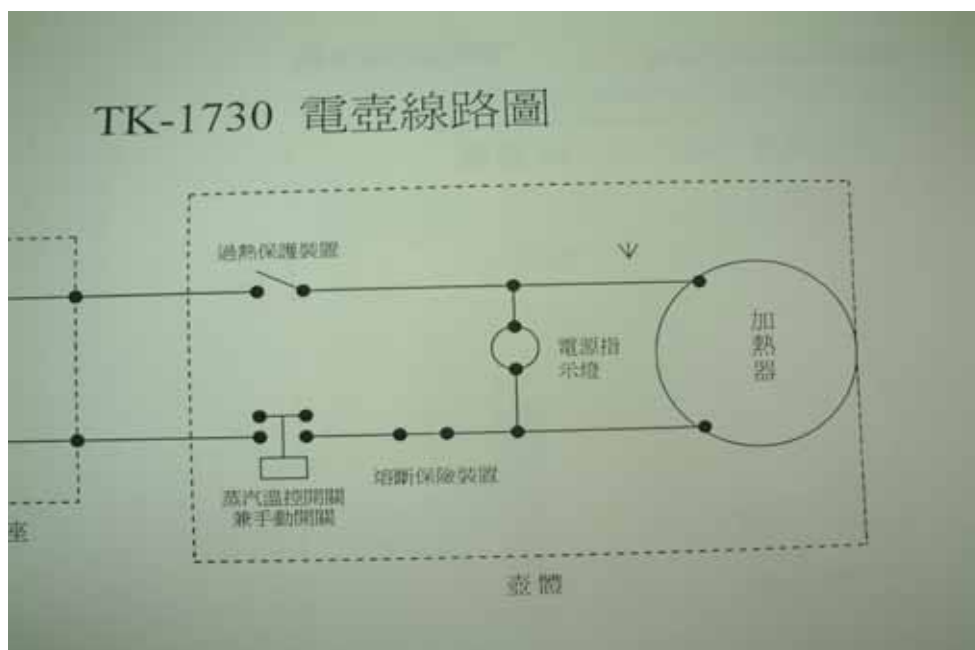 TK-1730 電壺線路圖
過熱保護裝置
電源指
示燈
加
熱
器
熔斷保險裝置
蒸汽溫控開關
兼手動開關
座
壺體